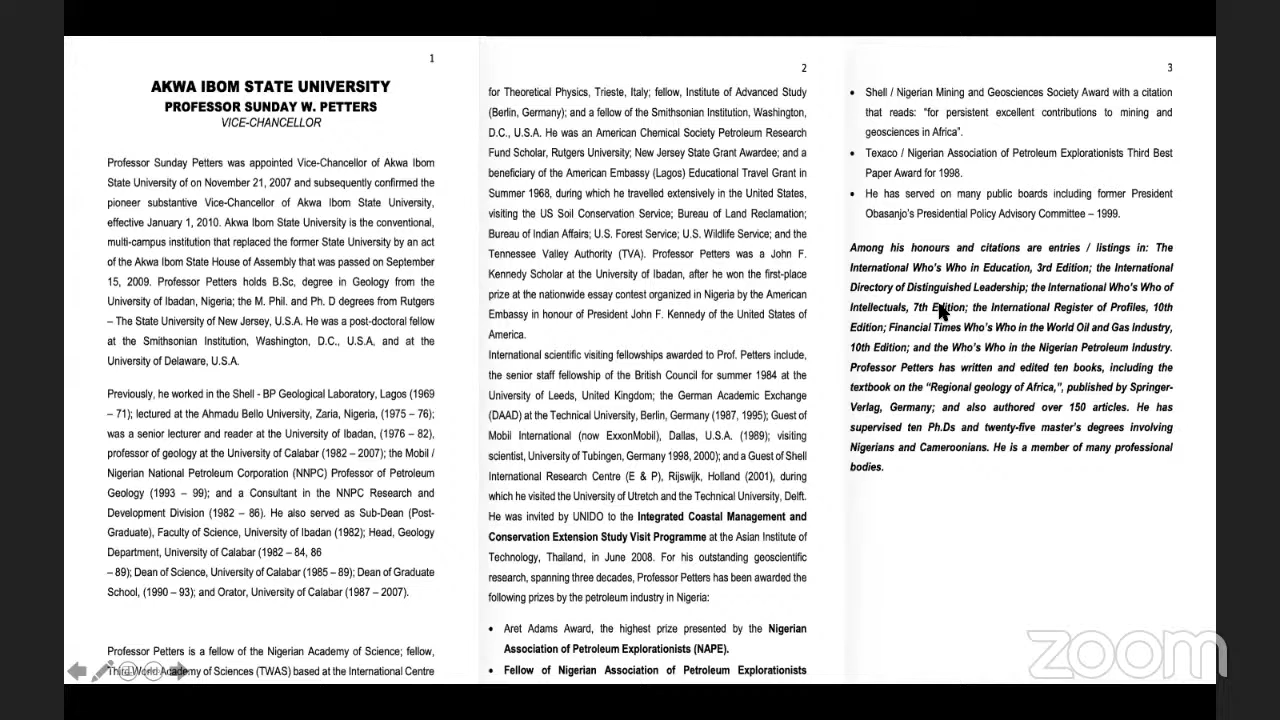 1
AKWA IBOM STATE UNIVERSITY
PROFESSOR SUNDAY W. PETTERS
VICE-CHANCELLOR
Professor Sunday Petters was appointed Vice-Chancellor of Akwa Ibom
State University of on November 21, 2007 and subsequently confirmed the
pioneer substantive Vice-Chancellor of Akwa Ibom State University,
effective January 1, 2010. Akwa Ibom State University is the conventional,
multi-campus institution that replaced the former State University by an act
of the Akwa Ibom State House of Assembly that was passed on September
15, 2009. Professor Petters holds B.Sc, degree in Geology from the
University of Ibadan, Nigeria; the M. Phil. and Ph. D degrees from Rutgers
– The State University of New Jersey, U.S.A. He was a post-doctoral fellow
at the Smithsonian Institution, Washington, D.C., U.S.A, and at the
University of Delaware, U.S.A.
Previously, he worked in the Shell - BP Geological Laboratory, Lagos (1969
– 71); lectured at the Ahmadu Bello University, Zaria, Nigeria, (1975 – 76);
was a senior lecturer and reader at the University of Ibadan, (1976 – 82),
professor of geology at the University of Calabar (1982 – 2007); the Mobil /
Nigerian National Petroleum Corporation (NNPC) Professor of Petroleum
Geology (1993 – 99); and a Consultant in the NNPC Research and
Development Division (1982 – 86). He also served as Sub-Dean (Post-
Graduate), Faculty of Science, University of Ibadan (1982); Head, Geology
Department, University of Calabar (1982 – 84, 86
– 89); Dean of Science, University of Calabar (1985 – 89); Dean of Graduate
School, (1990 – 93); and Orator, University of Calabar (1987 – 2007).
Professor Petters is a fellow of the Nigerian Academy of Science; fellow,
Third World Academy of Sciences (TWAS) based at the International Centre
2
for Theoretical Physics, Trieste, Italy; fellow, Institute of Advanced Study
(Berlin, Germany); and a fellow of the Smithsonian Institution, Washington,
D.C., U.S.A. He was an American Chemical Society Petroleum Research
Fund Scholar, Rutgers University; New Jersey State Grant Awardee; and a
beneficiary of the American Embassy (Lagos) Educational Travel Grant in
Summer 1968, during which he travelled extensively in the United States,
visiting the US Soil Conservation Service; Bureau of Land Reclamation;
Bureau of Indian Affairs; U.S. Forest Service; U.S. Wildlife Service; and the
Tennessee Valley Authority (TVA). Professor Petters was a John F.
Kennedy Scholar at the University of Ibadan, after he won the first-place
prize at the nationwide essay contest organized in Nigeria by the American
Embassy in honour of President John F. Kennedy of the United States of
America.
International scientific visiting fellowships awarded to Prof. Petters include,
the senior staff fellowship of the British Council for summer 1984 at the
University of Leeds, United Kingdom; the German Academic Exchange
(DAAD) at the Technical University, Berlin, Germany (1987, 1995); Guest of
Mobil International (now ExxonMobil), Dallas, U.S.A. (1989); visiting
scientist, University of Tubingen, Germany 1998, 2000); and a Guest of Shell
International Research Centre (E & P), Rijswijk, Holland (2001), during
which he visited the University of Utretch and the Technical University, Delft.
He was invited by UNIDO to the Integrated Coastal Management and
Conservation Extension Study Visit Programme at the Asian Institute of
Technology, Thailand, in June 2008. For his outstanding geoscientific
research, spanning three decades, Professor Petters has been awarded the
following prizes by the petroleum industry in Nigeria:
• Aret Adams Award, the highest prize presented by the Nigerian
Association of Petroleum Explorationists (NAPE).
• Fellow of Nigerian Association of Petroleum Explorationists
3
• Shell / Nigerian Mining and Geosciences Society Award with a citation
that reads: “for persistent excellent contributions to mining and
geosciences in Africa”.
• Texaco / Nigerian Association of Petroleum Explorationists Third Best
Paper Award for 1998.
• He has served on many public boards including former President
Obasanjo’s Presidential Policy Advisory Committee – 1999.
Among his honours and citations are entries / listings in: The
International Who’s Who in Education, 3rd Edition; the International
Directory of Distinguished Leadership; the International Who’s Who of
Intellectuals, 7th Edition; the International Register of Profiles, 10th
Edition; Financial Times Who’s Who in the World Oil and Gas Industry,
10th Edition; and the Who’s Who in the Nigerian Petroleum Industry.
Professor Petters has written and edited ten books, including the
textbook on the “Regional geology of Africa,”, published by Springer-
Verlag, Germany; and also authored over 150 articles. He has
supervised ten Ph.Ds and twenty-five master’s degrees involving
Nigerians and Cameroonians. He is a member of many professional
bodies.
zoom